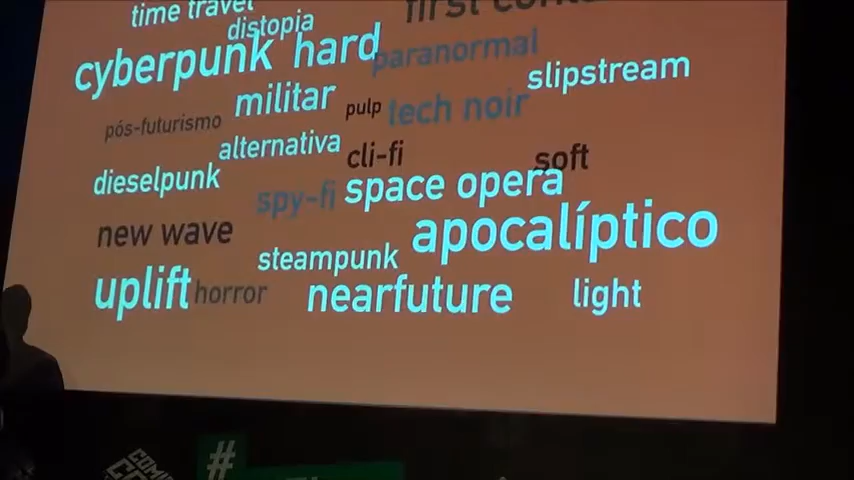 time travel
distopia
first
cyberpunk hard
paranormal
slipstream
militar
pulp
tech noir
pós-futurismo
alternativa
cli-fi
soft
dieselpunk
spy-fi
space opera
new wave
apocalíptico
steampunk
uplift
horror
nearfuture
light
#